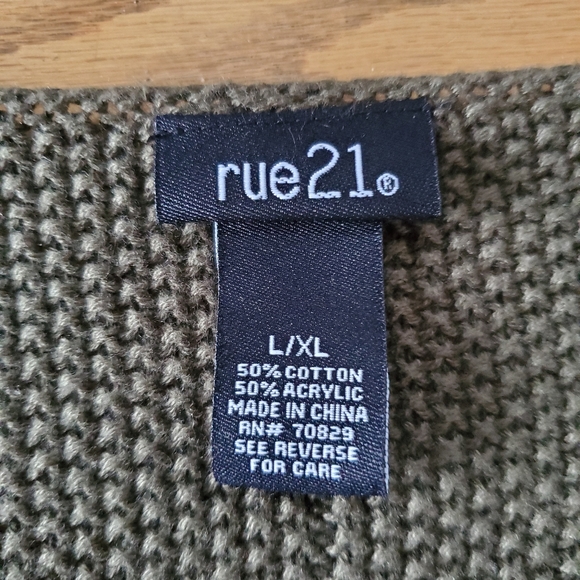 rue21®
L/XL
50% COTTON
50% ACRYLIC
MADE IN CHINA
RN# 70829
SEE REVERSE
FOR CARE